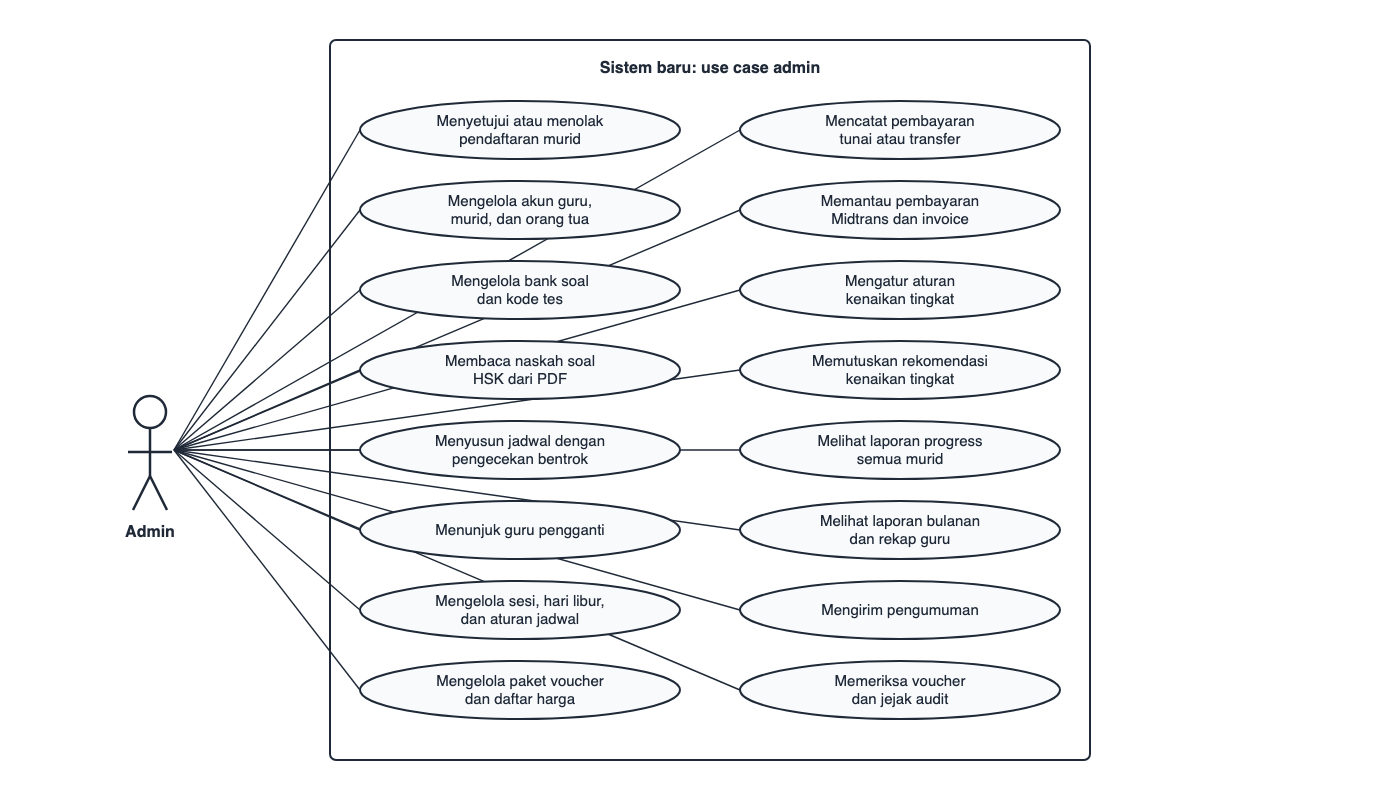 Sistem baru: use case admin
Menyetujui atau menolak
pendaftaran murid
Mencatat pembayaran
tunai atau transfer
Mengelola akun guru,
murid, dan orang tua
Memantau pembayaran
Midtrans dan invoice
Mengelola bank soal
dan kode tes
Mengatur aturan
kenaikan tingkat
Membaca naskah soal
HSK dari PDF
Memutuskan rekomendasi
kenaikan tingkat
Menyusun jadwal dengan
pengecekan bentrok
Melihat laporan progress
semua murid
Admin
Menunjuk guru pengganti
Melihat laporan bulanan
dan rekap guru
Mengelola sesi, hari libur,
dan aturan jadwal
Mengirim pengumuman
Mengelola paket voucher
dan daftar harga
Memeriksa voucher
dan jejak audit